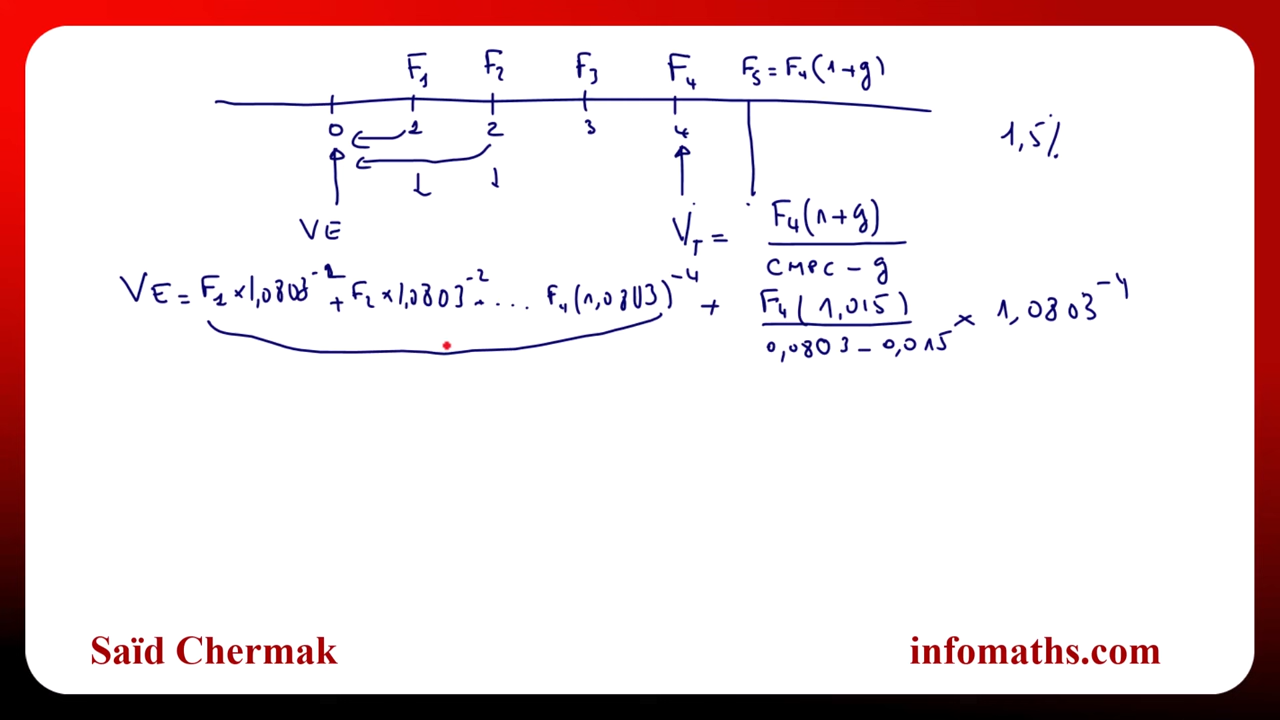 F₁ F₂ F₃ F₄ F₅ = F₄(1+g)
0 1 2 3 4
1,5%
VE
V_T = F₄(1+g) / CMPC - g
VE = F₁ × 1,0803⁻¹ + F₂ × 1,0803⁻² + ... F₄(1,0803)⁻⁴ + F₄(1,015) / 0,0803 - 0,015 × 1,0803⁻⁴
Saïd Chermak
infomaths.com